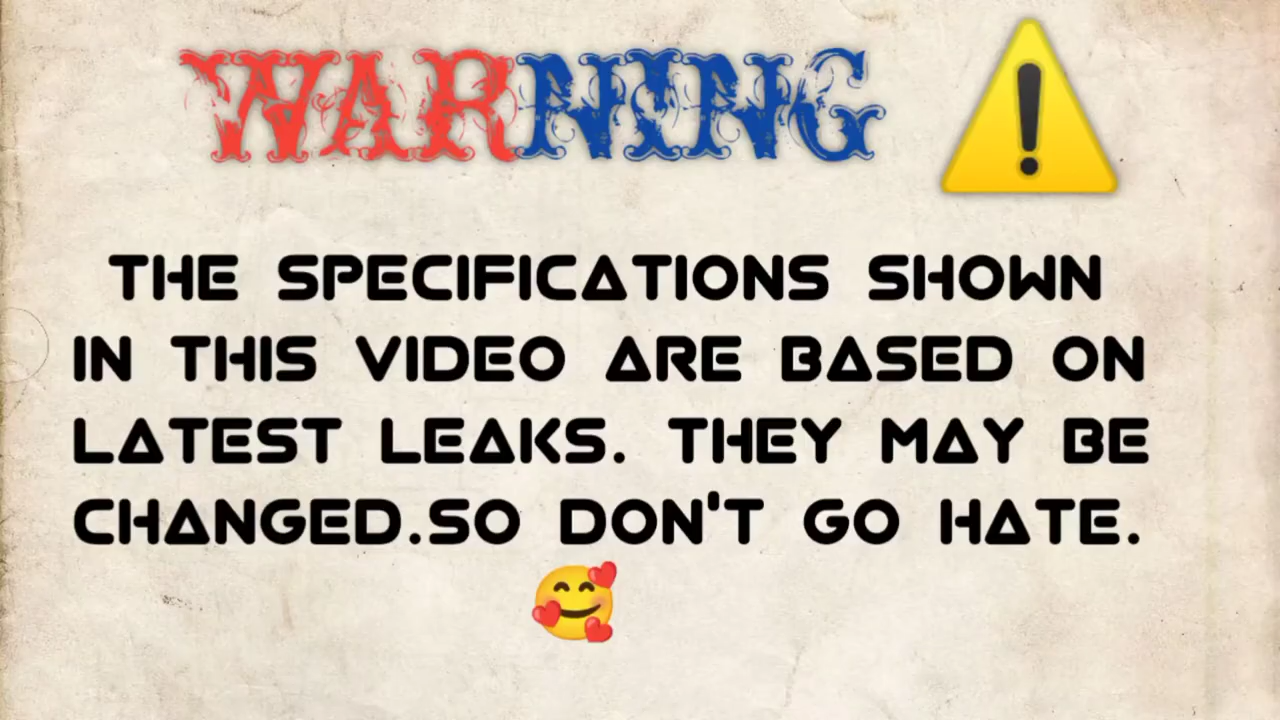 WARNING
THE SPECIFICATIONS SHOWN
IN THIS VIDEO ARE BASED ON
LATEST LEAKS. THEY MAY BE
CHANGED.SO DON'T GO HATE.